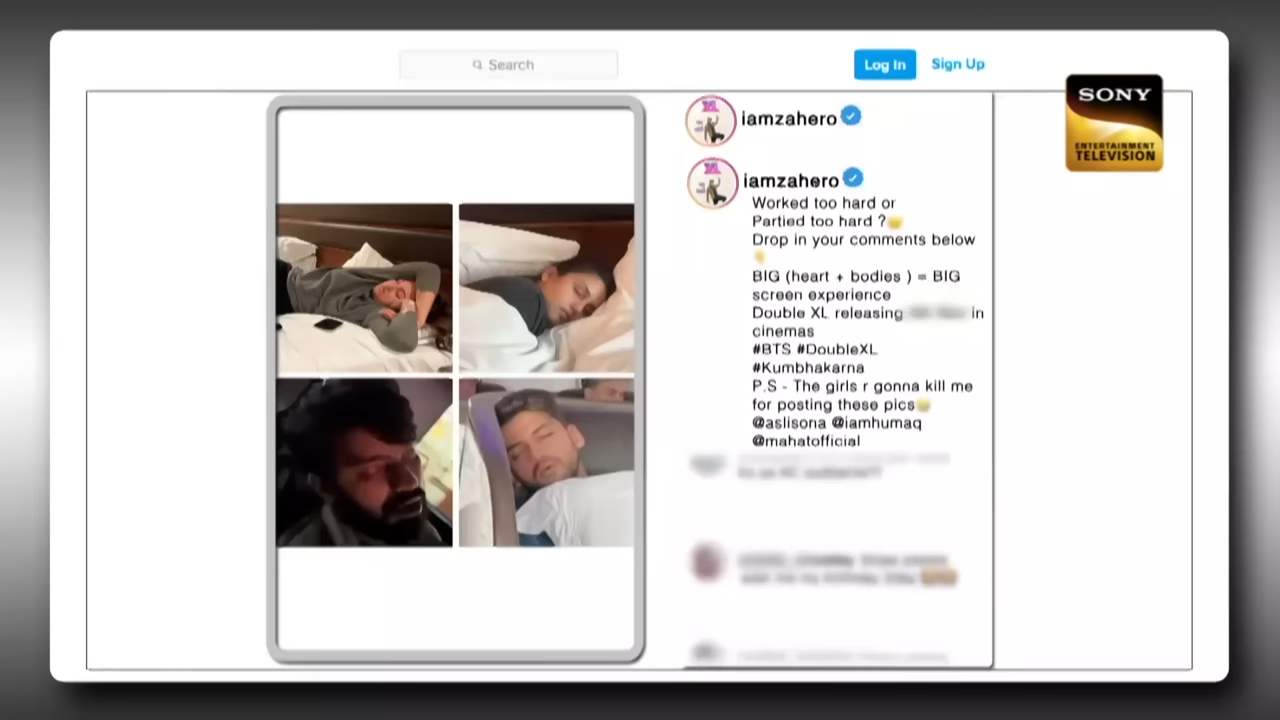 Search
Log In
Sign Up
SONY
ENTERTAINMENT
TELEVISION
iamzahero
iamzahero
Worked too hard or
Partied too hard ?
Drop in your comments below
BIG (heart + bodies ) = BIG
screen experience
Double XL releasing in
cinemas
#BTS #DoubleXL
#Kumbhakarna
P.S - The girls r gonna kill me
for posting these pics
@aslisona @iamhumaq
@mahatofficial